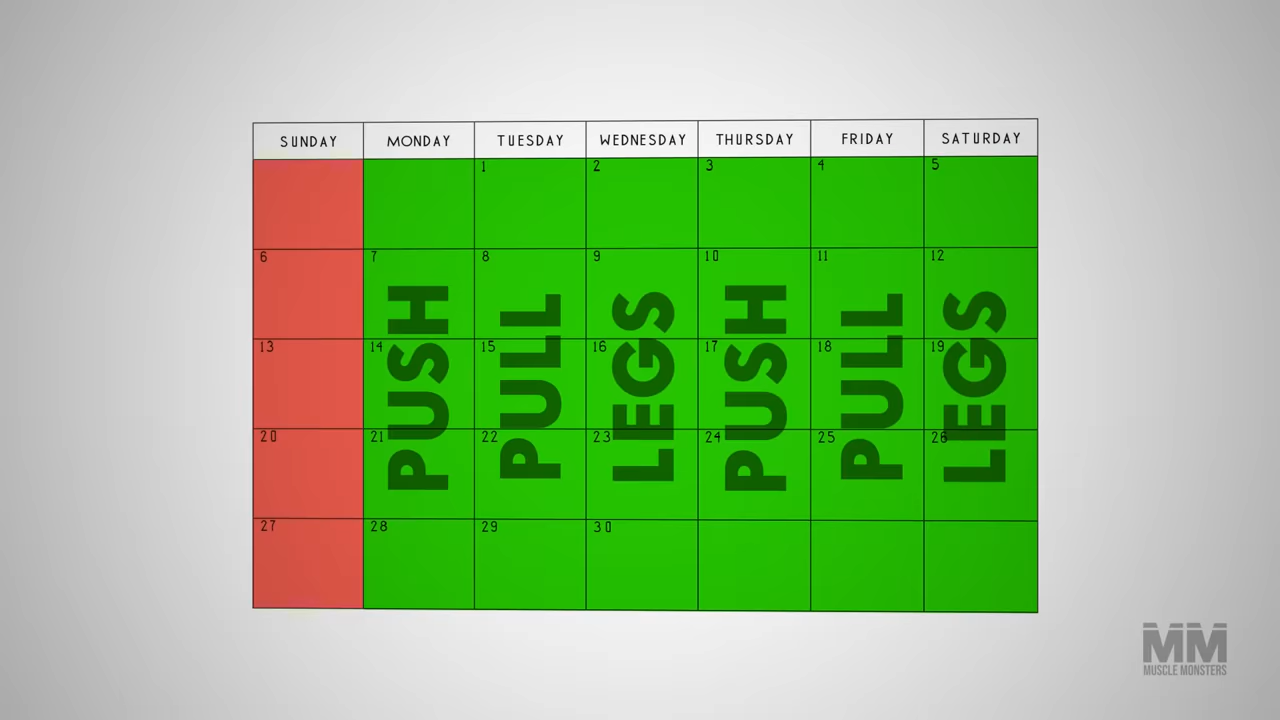 SUNDAY MONDAY TUESDAY WEDNESDAY THURSDAY FRIDAY SATURDAY
1 2 3 4 5
6 7 8 9 10 11 12
13 14 15 16 17 18 19
20 21 22 23 24 25 26
27 28 29 30
PUSH PULL LEGS PUSH PULL LEGS
MM
MUSCLE MONSTERS